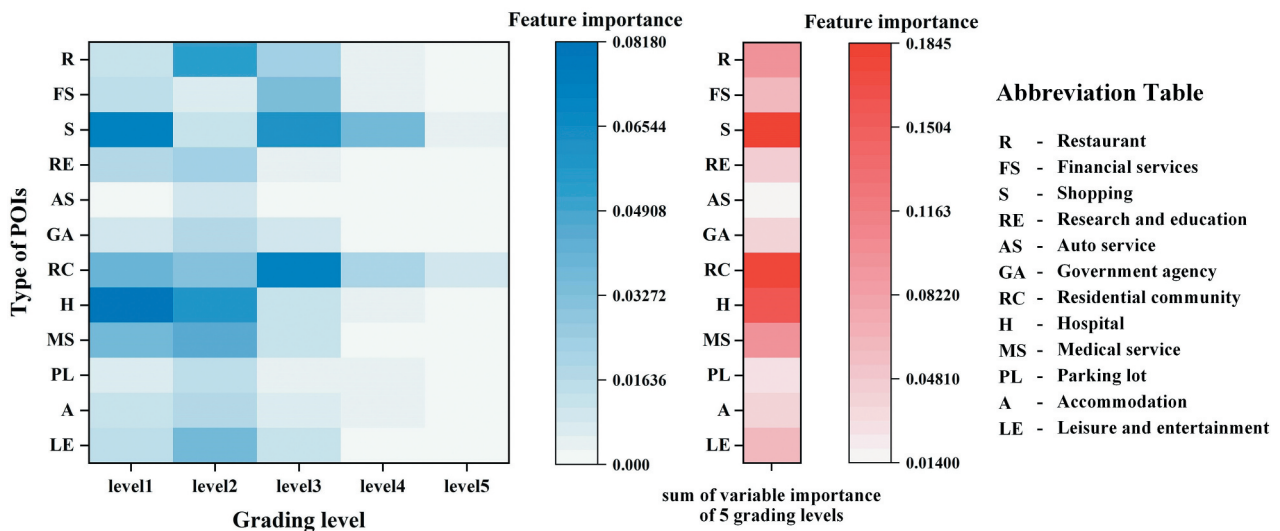 Feature importance
Feature importance
Type of POIs
R
FS
S
RE
AS
GA
RC
H
MS
PL
A
LE
level1 level2 level3 level4 level5
Grading level
0.08180
0.06544
0.04908
0.03272
0.01636
0.000
R
FS
S
RE
AS
GA
RC
H
MS
PL
A
LE
sum of variable importance
of 5 grading levels
0.1845
0.1504
0.1163
0.08220
0.04810
0.01400
Abbreviation Table
R - Restaurant
FS - Financial services
S - Shopping
RE - Research and education
AS - Auto service
GA - Government agency
RC - Residential community
H - Hospital
MS - Medical service
PL - Parking lot
A - Accommodation
LE - Leisure and entertainment